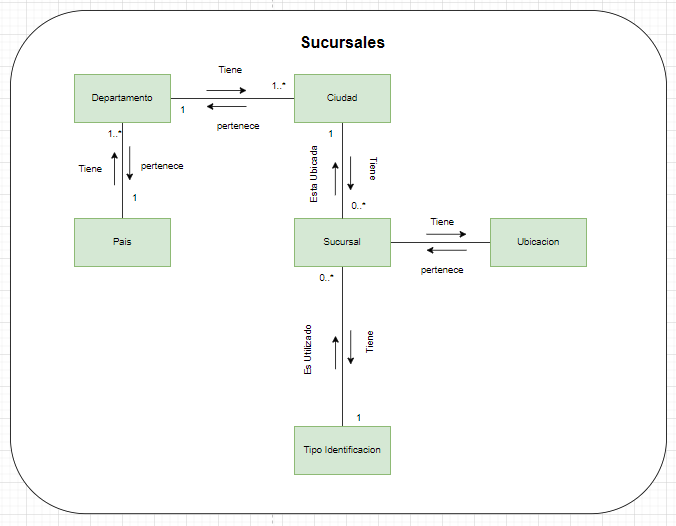 Sucursales
Tiene
1..*
Departamento
Ciudad
1
pertenece
1..*
1
Tiene
pertenece
Esta Ubicada
Tiene
1
0..*
Pais
Sucursal
Tiene
Ubicacion
pertenece
0..*
Es Utilizado
Tiene
1
Tipo Identificacion